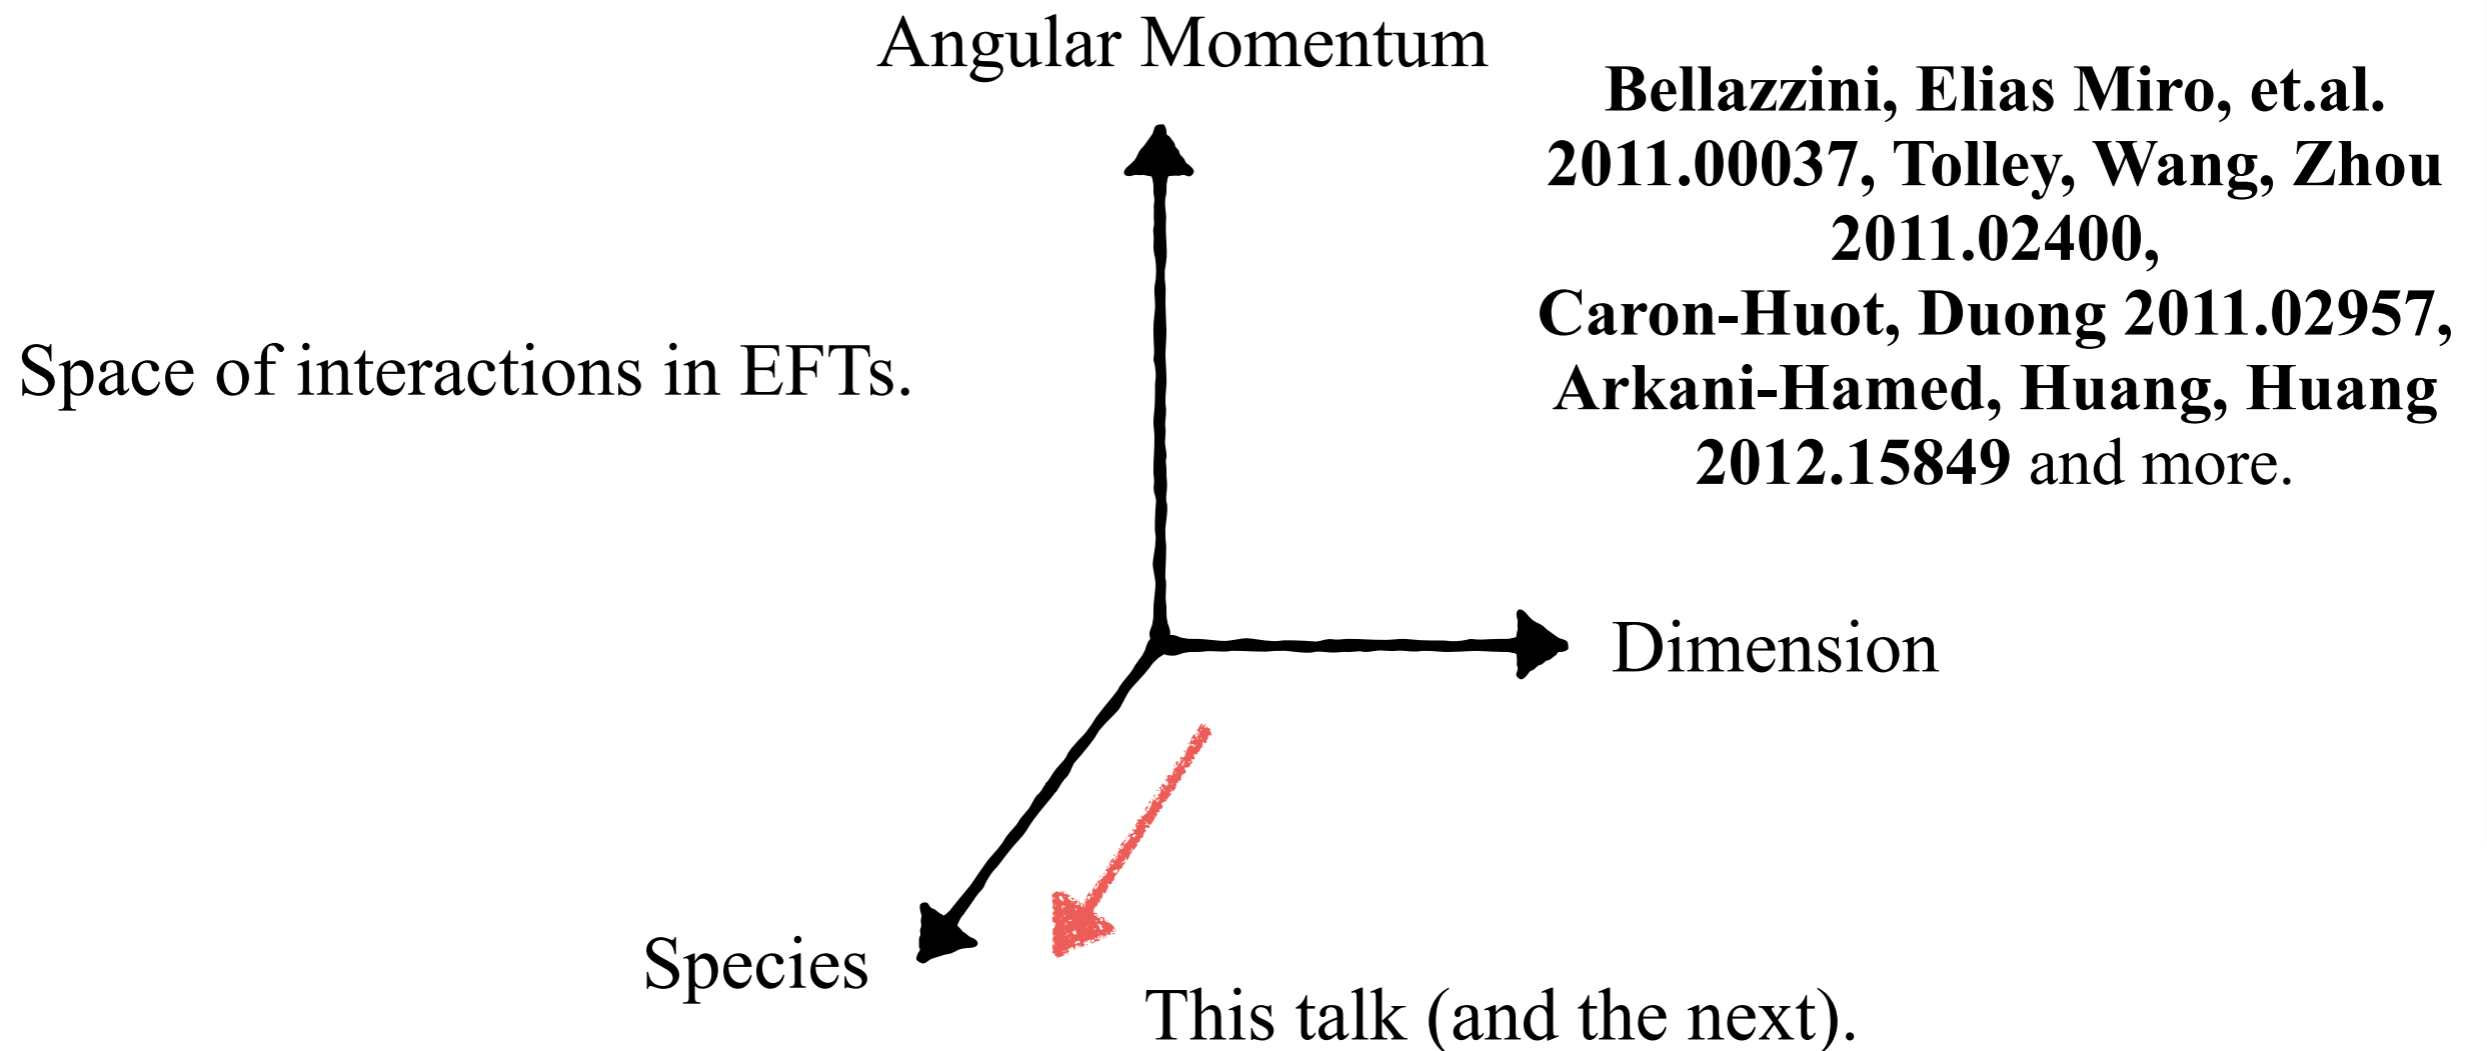 Angular Momentum
Bellazzini, Elias Miro, et.al.
2011.00037, Tolley, Wang, Zhou
2011.02400,
Caron-Huot, Duong 2011.02957,
Arkani-Hamed, Huang, Huang
2012.15849 and more.
Space of interactions in EFTs.
Dimension
Species
This talk (and the next).